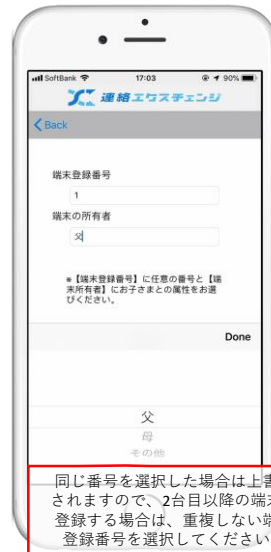 SoftBank 17:03 90%
連絡エクスチェンジ
Back
端末登録番号
1
端末の所有者
父
※【端末登録番号】に任意の番号と【端
末所有者】にお子さまとの属性をお選
びください。
Done
父
母
その他
同じ番号を選択した場合は上書
されますので、2台目以降の端末
登録する場合は、重複しない端
登録番号を選択してください